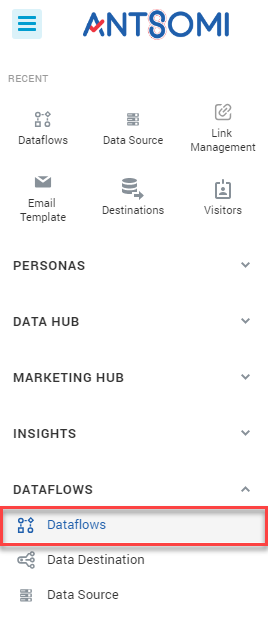 ANTSOMI
RECENT
Dataflows
Data Source
Link
Management
Email
Template
Destinations
Visitors
PERSONAS
DATA HUB
MARKETING HUB
INSIGHTS
DATAFLOWS
Dataflows
Data Destination
Data Source